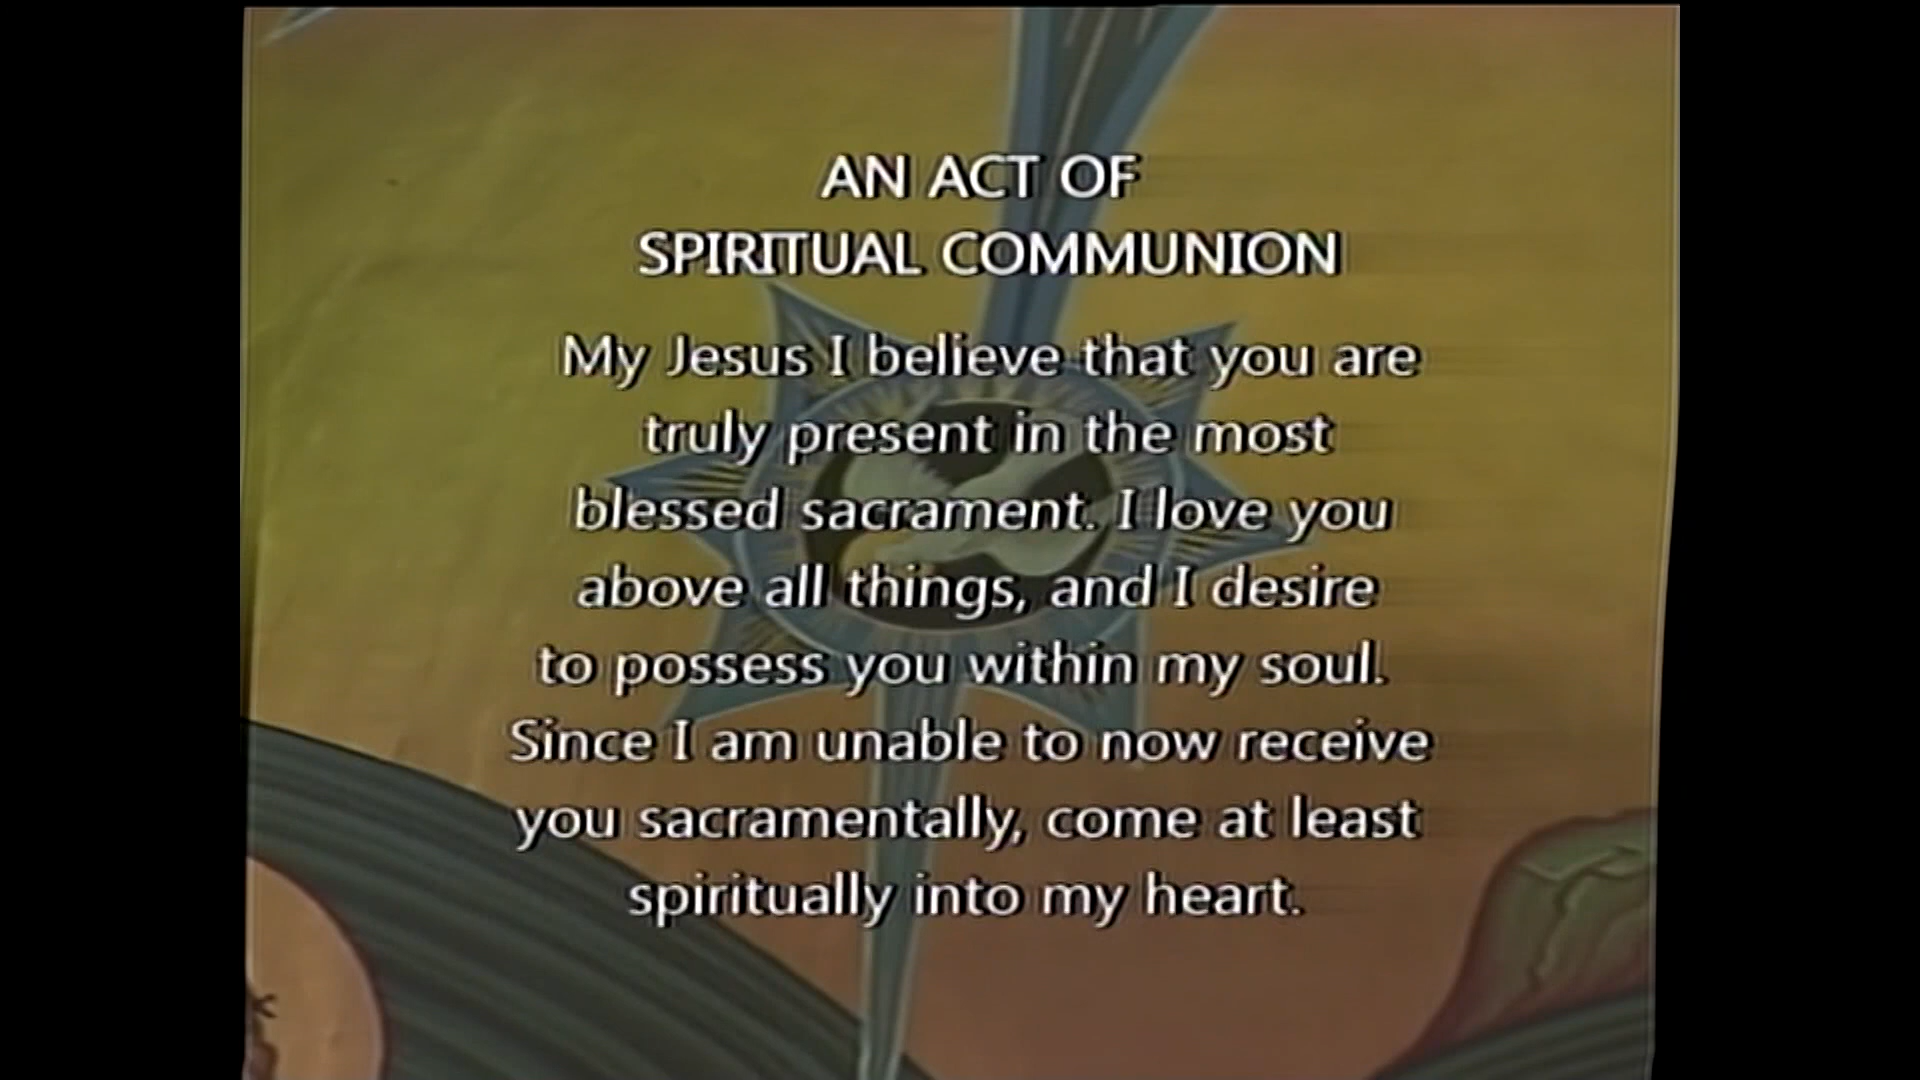 AN ACT OF
SPIRITUAL COMMUNION
My Jesus I believe that you are
truly present in the most
blessed sacrament. I love you
above all things, and I desire
to possess you within my soul.
Since I am unable to now receive
you sacramentally, come at least
spiritually into my heart.